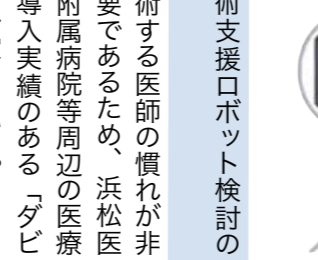 術支援ロボット検討の
術する医師の慣れが非
要であるため、浜松医
附属病院等周辺の医療
導入実績のある「ダビ